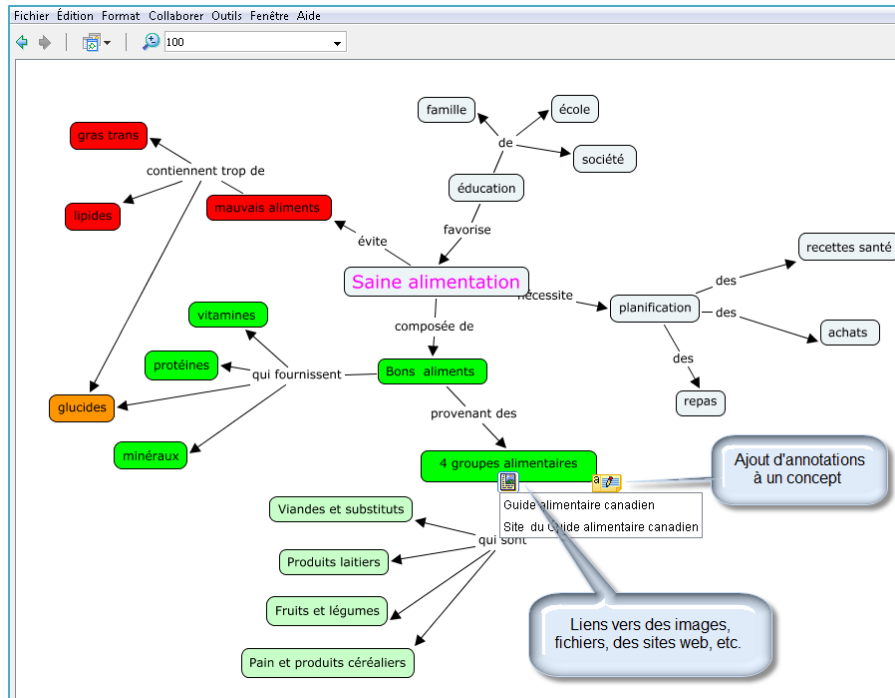 Fichier Édition Format Collaborer Outils Fenêtre Aide
100
famille
école
gras trans
de
société
contiennent trop de
éducation
lipides
mauvais aliments
favorise
évite
recettes santé
Saine alimentation
des
nécessite
planification
vitamines
composée de
des
achats
protéines
qui fournissent
Bons aliments
des
glucides
provenant des
repas
minéraux
4 groupes alimentaires
Ajout d'annotations
à un concept
a
Viandes et substituts
Guide alimentaire canadien
Site du Guide alimentaire canadien
qui sont
Produits laitiers
Fruits et légumes
Liens vers des images,
fichiers, des sites web, etc.
Pain et produits céréaliers